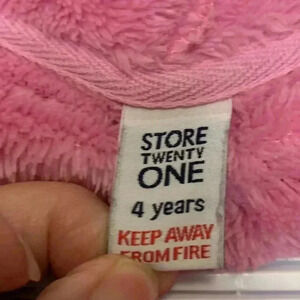 STORE
TWENTY
ONE
4 years
KEEP AWAY
FROM FIRE